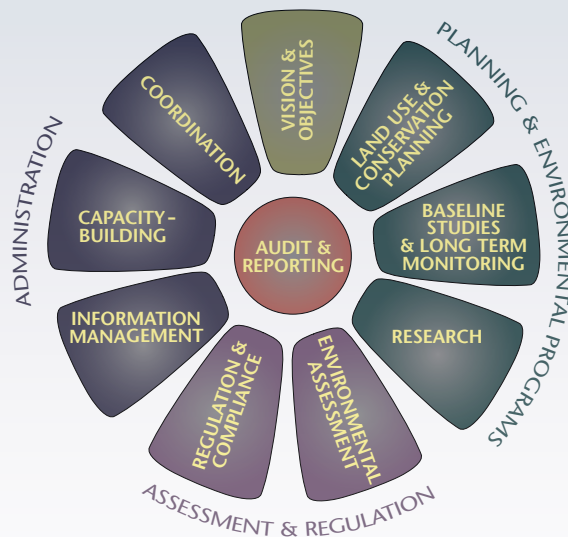 VISION &
OBJECTIVES
LAND USE &
CONSERVATION
PLANNING
BASELINE
STUDIES
& LONG TERM
MONITORING
RESEARCH
PLANNING & ENVIRONMENTAL PROGRAMS
ENVIRONMENTAL
ASSESSMENT
REGULATION &
COMPLIANCE
ASSESSMENT & REGULATION
INFORMATION
MANAGEMENT
CAPACITY-
BUILDING
COORDINATION
ADMINISTRATION
AUDIT &
REPORTING